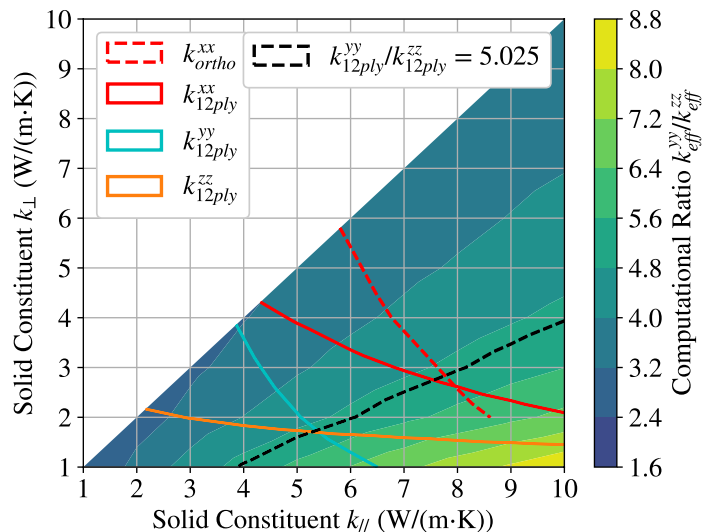 10
9
8
7
6
5
4
3
2
1
Solid Constituent k⊥ (W/(m·K))
1 2 3 4 5 6 7 8 9 10
Solid Constituent k// (W/(m·K))
k^{xx}_{ortho}
k^{xx}_{12ply}
k^{yy}_{12ply}
k^{zz}_{12ply}
k^{yy}_{12ply}/k^{zz}_{12ply} = 5.025
8.8
8.0
7.2
6.4
5.6
4.8
4.0
3.2
2.4
1.6
Computational Ratio k^{yy}_{eff}/k^{zz}_{eff}